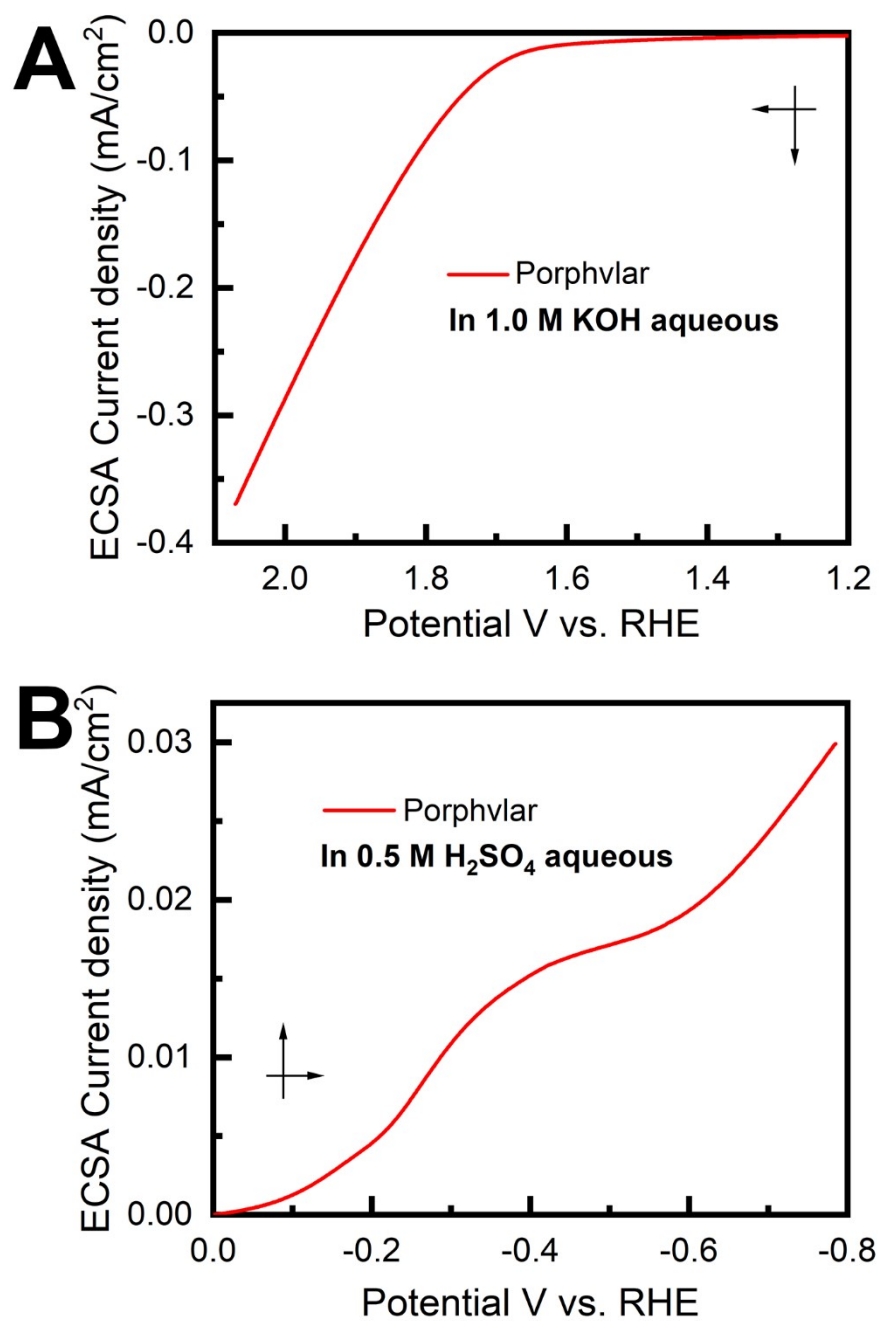 A
ECSA Current density (mA/cm²)
0.0
-0.1
-0.2
-0.3
-0.4
Porphvlar
In 1.0 M KOH aqueous
2.0 1.8 1.6 1.4 1.2
Potential V vs. RHE
B
ECSA Current density (mA/cm²)
0.03
0.02
0.01
0.00
Porphvlar
In 0.5 M H₂SO₄ aqueous
0.0 -0.2 -0.4 -0.6 -0.8
Potential V vs. RHE